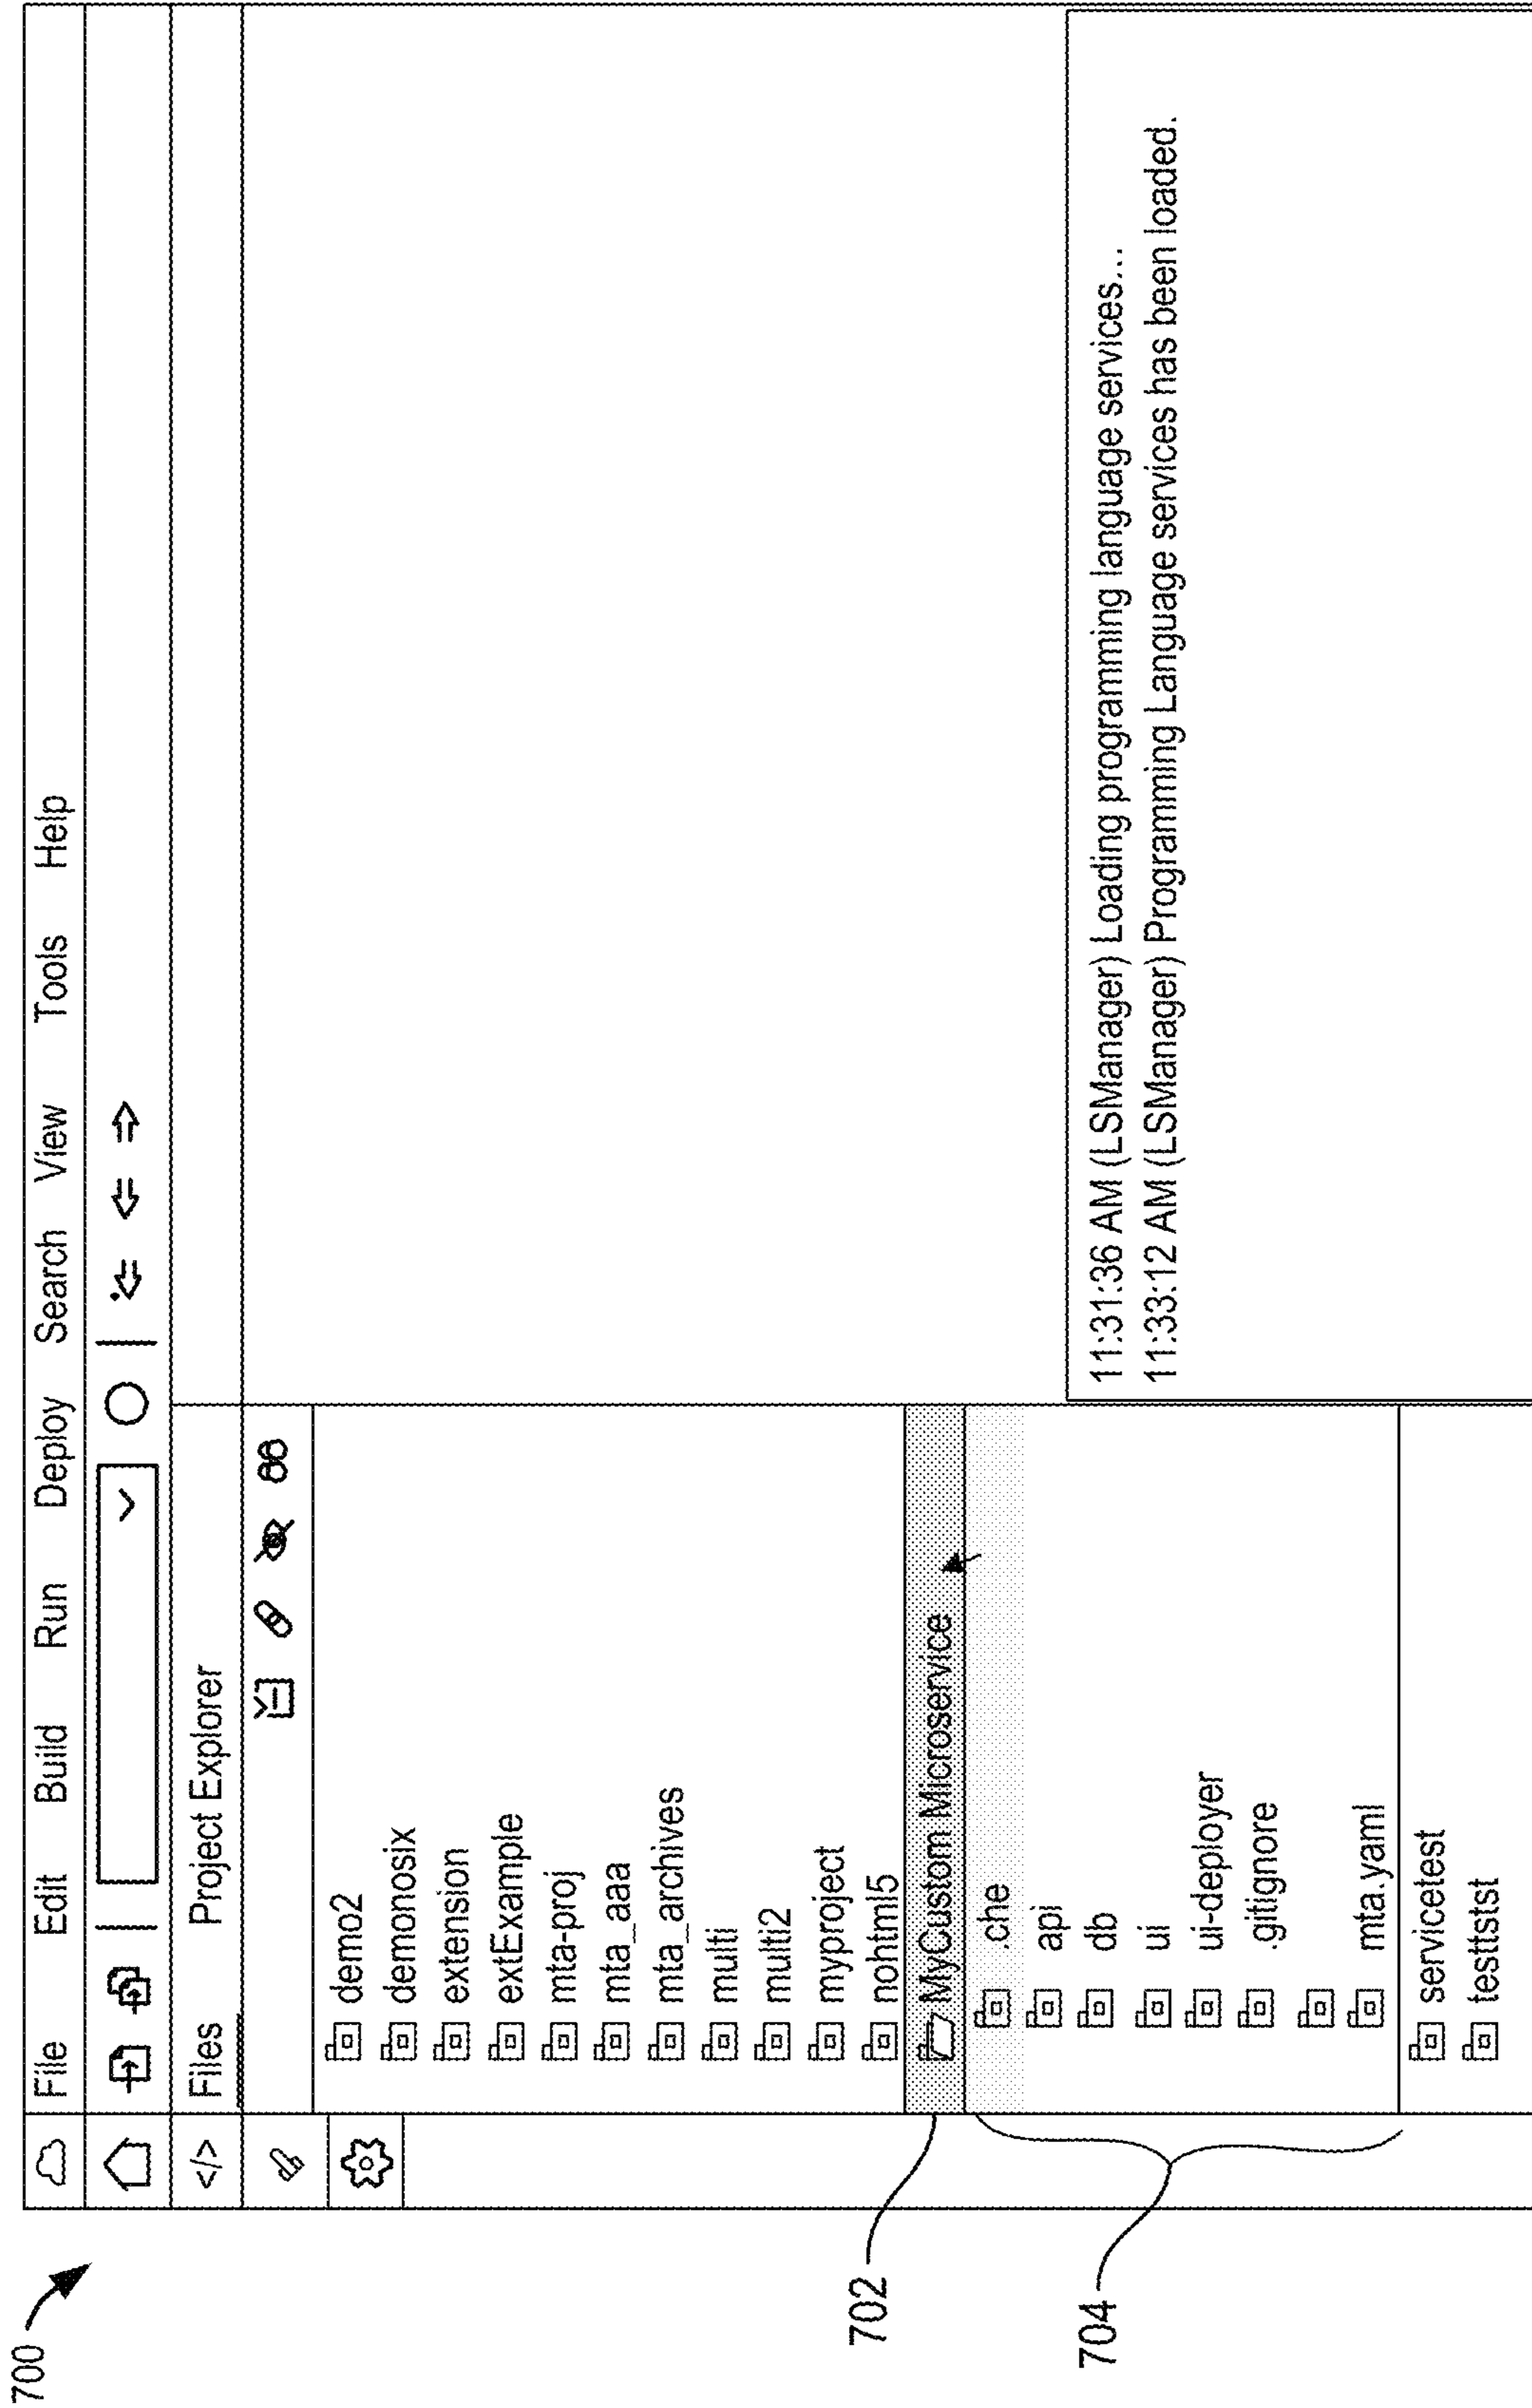 700
File Edit Build Run Deploy Search View Tools Help
</>
Files Project Explorer
demo2
demonosix
extension
extExample
mta-proj
mta_aaa
mta_archives
multi
multi2
myproject
nohtml5
702
MyCustom Microservice
.che
api
db
ui
ui-deployer
.gitignore
mta.yaml
704
servicetest
testtstst
11:31:36 AM (LSManager) Loading programming language services...
11:33:12 AM (LSManager) Programming Language services has been loaded.